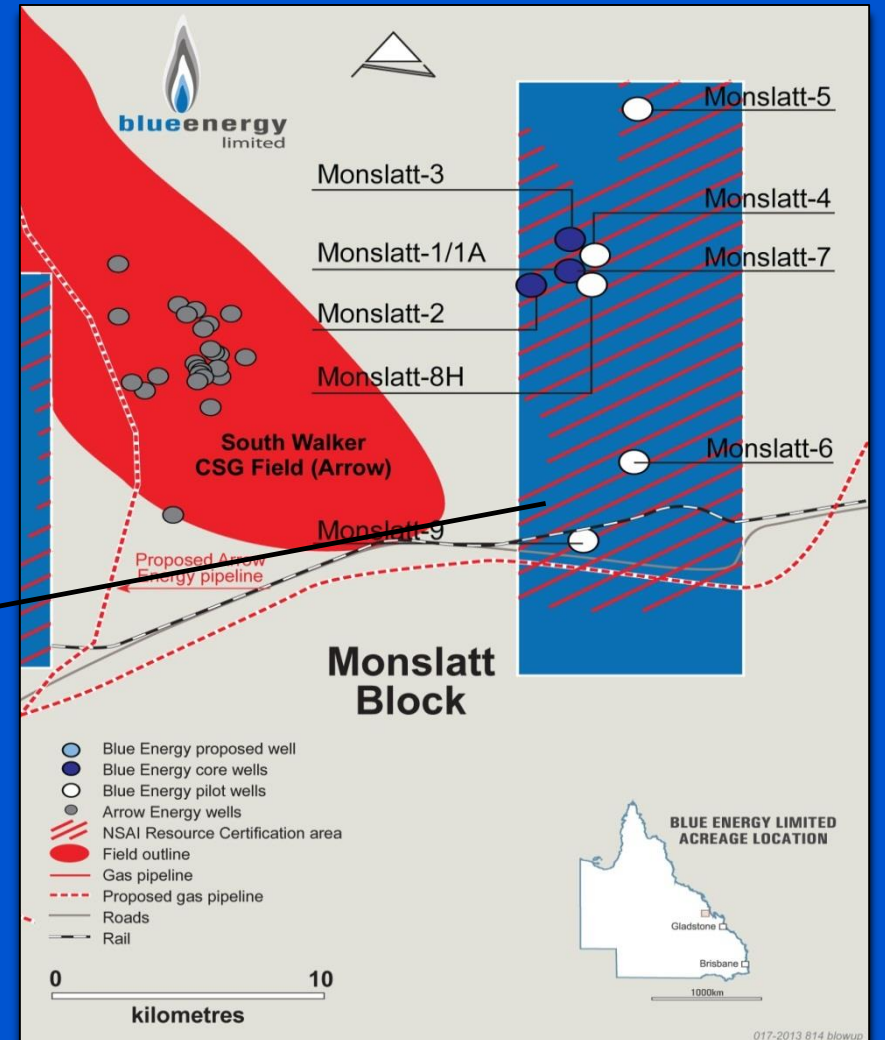 blueenergy
limited
Monslatt-5
Monslatt-3
Monslatt-4
Monslatt-1/1A
Monslatt-7
Monslatt-2
Monslatt-8H
South Walker
CSG Field (Arrow)
Monslatt-6
Monslatt-9
Proposed Arrow
Energy pipeline
Monslatt
Block
Blue Energy proposed well
Blue Energy core wells
Blue Energy pilot wells
Arrow Energy wells
NSAI Resource Certification area
Field outline
Gas pipeline
Proposed gas pipeline
Roads
Rail
BLUE ENERGY LIMITED
ACREAGE LOCATION
Gladstone
Brisbane
1000km
0 10
kilometres
017-2013 814 blowup